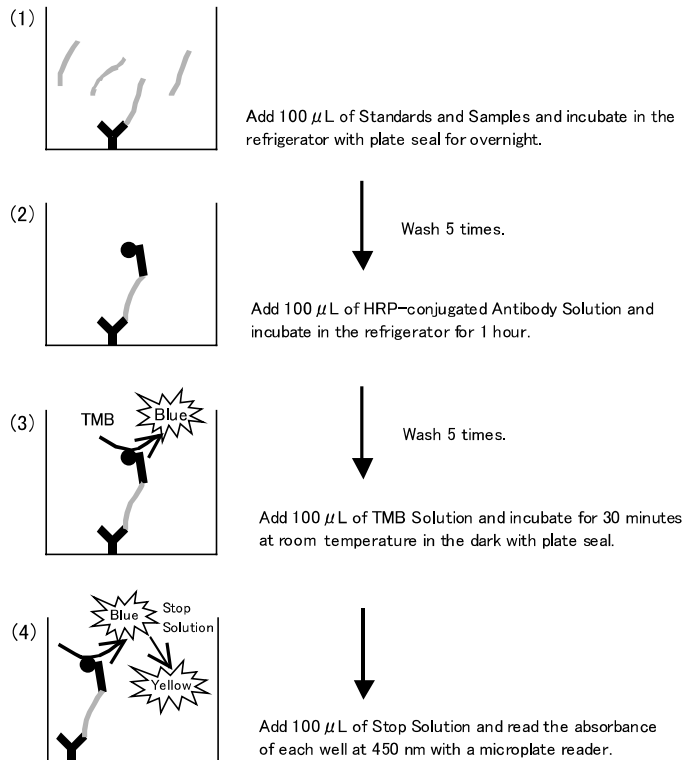 (1)
Add 100 μL of Standards and Samples and incubate in the
refrigerator with plate seal for overnight.
Wash 5 times.
(2)
Add 100 μL of HRP-conjugated Antibody Solution and
incubate in the refrigerator for 1 hour.
(3)
TMB
Blue
Wash 5 times.
Add 100 μL of TMB Solution and incubate for 30 minutes
at room temperature in the dark with plate seal.
(4)
Blue
Stop
Solution
Yellow
Add 100 μL of Stop Solution and read the absorbance
of each well at 450 nm with a microplate reader.